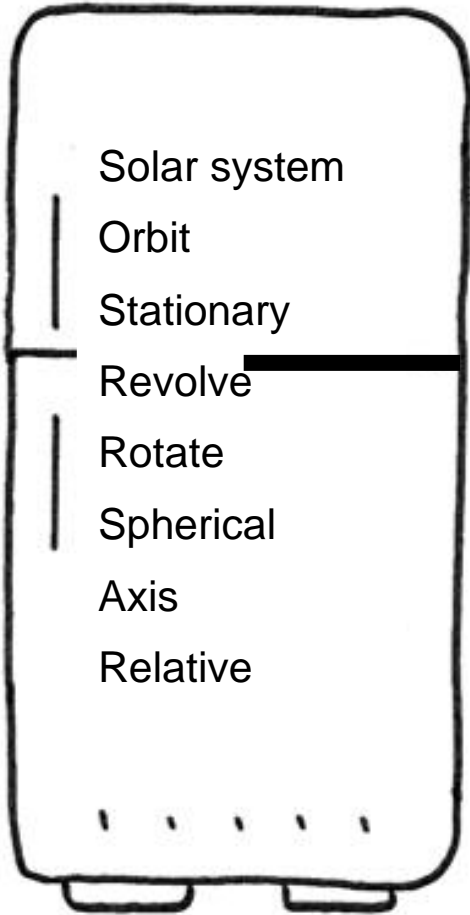 Solar system
Orbit
Stationary
Revolve
Rotate
Spherical
Axis
Relative